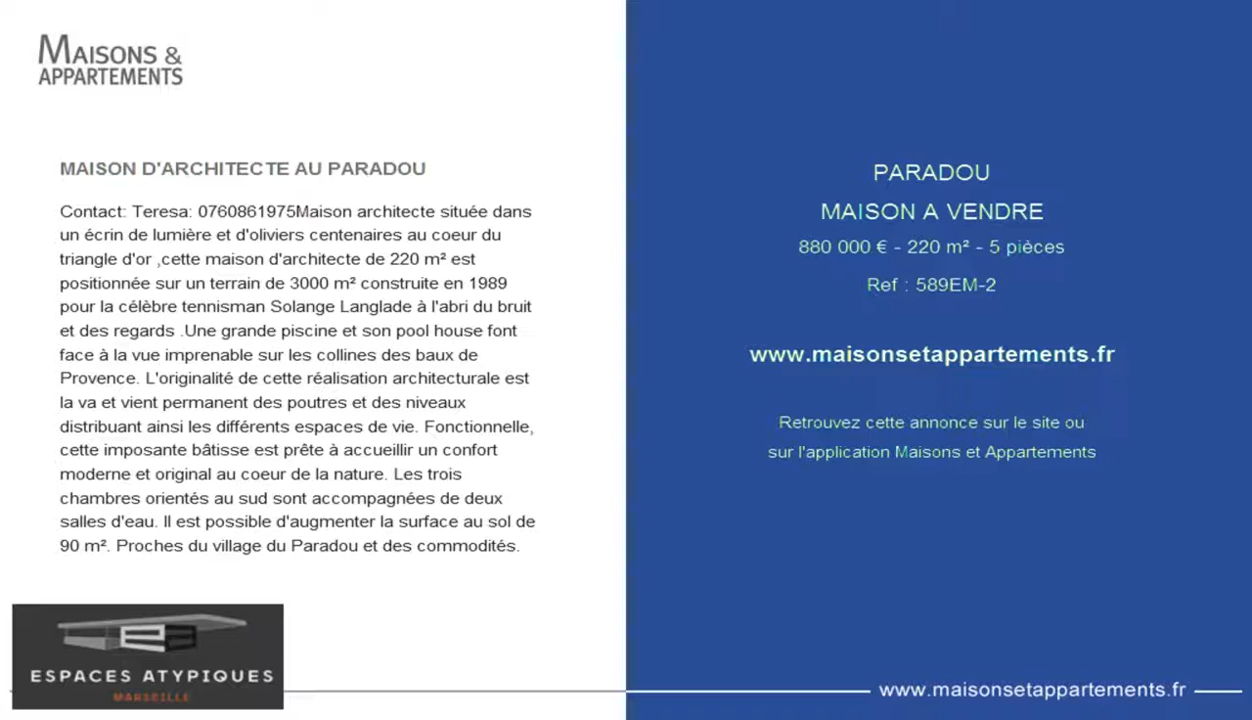 MAISONS &
APPARTEMENTS
MAISON D'ARCHITECTE AU PARADOU
Contact: Teresa: 0760861975Maison architecte située dans
un écrin de lumière et d'oliviers centenaires au coeur du
triangle d'or ,cette maison d'architecte de 220 m² est
positionnée sur un terrain de 3000 m² construite en 1989
pour la célèbre tennisman Solange Langlade à l'abri du bruit
et des regards .Une grande piscine et son pool house font
face à la vue imprenable sur les collines des baux de
Provence. L'originalité de cette réalisation architecturale est
la va et vient permanent des poutres et des niveaux
distribuant ainsi les différents espaces de vie. Fonctionnelle,
cette imposante bâtisse est prête à accueillir un confort
moderne et original au coeur de la nature. Les trois
chambres orientés au sud sont accompagnées de deux
salles d'eau. Il est possible d'augmenter la surface au sol de
90 m². Proches du village du Paradou et des commodités.
ESPACES ATYPIQUES
MARSEILLE
PARADOU
MAISON A VENDRE
880 000 € - 220 m² - 5 pièces
Ref : 589EM-2
www.maisonsetappartements.fr
Retrouvez cette annonce sur le site ou
sur l'application Maisons et Appartements
www.maisonsetappartements.fr